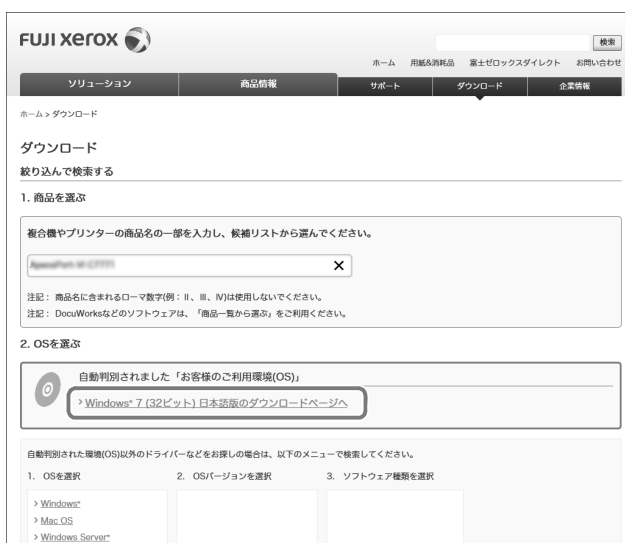 FUJI xerox
検索
ホーム 用紙&消耗品 富士ゼロックスダイレクト お問い合わせ
ソリューション 商品情報 サポート ダウンロード 企業情報
ホーム > ダウンロード
ダウンロード
絞り込んで検索する
1. 商品を選ぶ
複合機やプリンターの商品名の一部を入力し、候補リストから選んでください。
注記： 商品名に含まれるローマ数字(例：Ⅱ、Ⅲ、Ⅳ)は使用しないでください。
注記： DocuWorksなどのソフトウェアは、「商品一覧から選ぶ」をご利用ください。
2. OSを選ぶ
自動判別されました「お客様のご利用環境(OS)」
> Windows® 7 (32ビット) 日本語版のダウンロードページへ
自動判別された環境(OS)以外のドライバーなどをお探しの場合は、以下のメニューで検索してください。
1. OSを選択 2. OSバージョンを選択 3. ソフトウェア種類を選択
> Windows®
> Mac OS
> Windows Server®